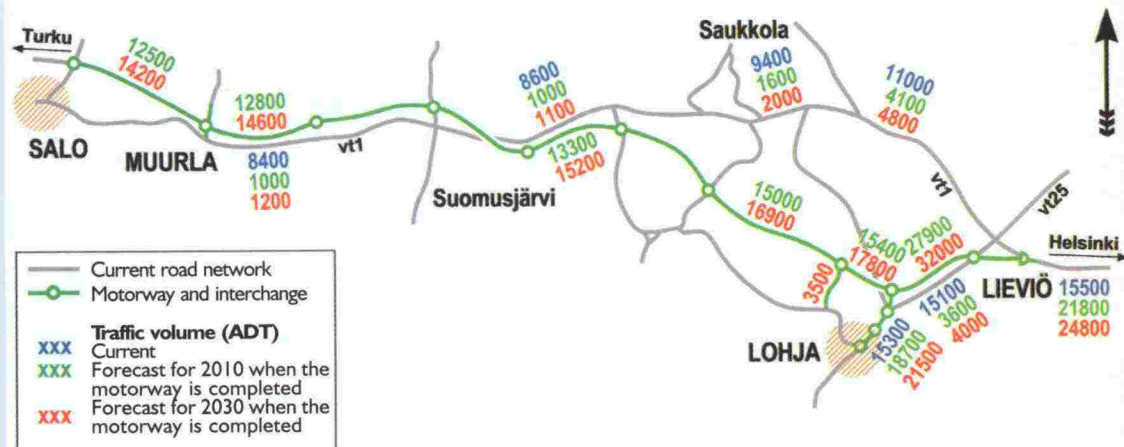 Turku
12500
14200
SALO
MUURLA
12800
14600
8400
1000
1200
vt1
Suomusjärvi
8600
1000
1100
13300
15200
Saukkola
9400
1600
2000
11000
4100
4800
15000
16900
15400
17800
27900
32000
3500
vt1
vt25
Helsinki
LIEVIÖ
15500
21800
24800
LOHJA
15300
18700
21500
15100
3600
4000
Current road network
Motorway and interchange
Traffic volume (ADT)
XXX Current
XXX Forecast for 2010 when the
motorway is completed
XXX Forecast for 2030 when the
motorway is completed